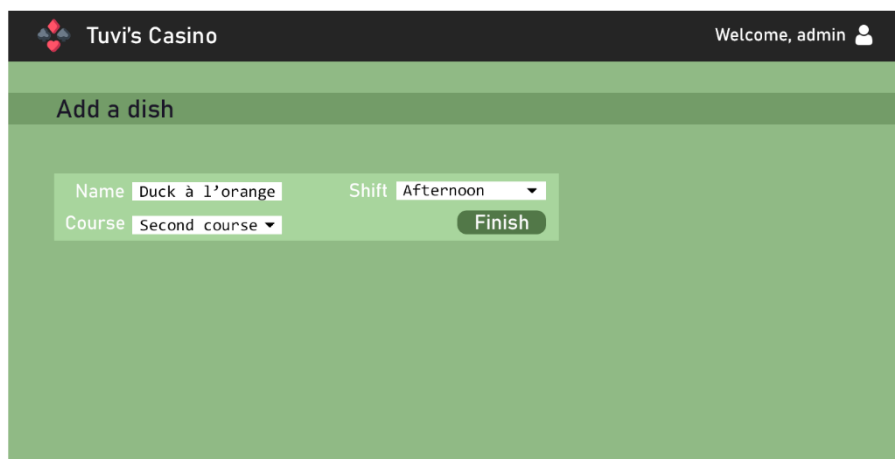 Tuvi's Casino
Welcome, admin
Add a dish
Name Duck à l’orange
Shift Afternoon
Course Second course
Finish